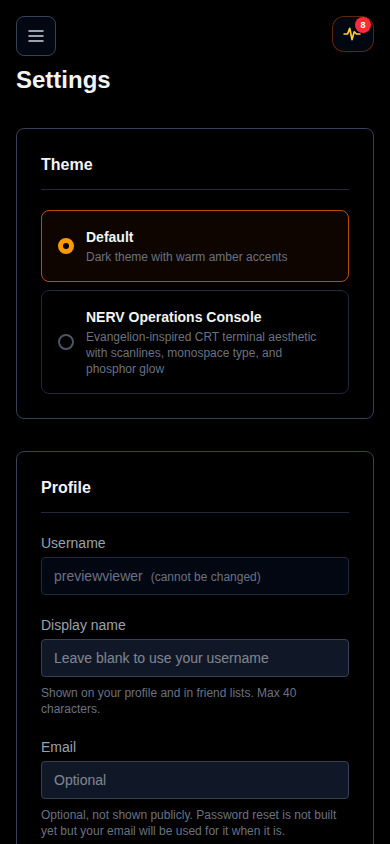 8
Settings
Theme
Default
Dark theme with warm amber accents
NERV Operations Console
Evangelion-inspired CRT terminal aesthetic
with scanlines, monospace type, and
phosphor glow
Profile
Username
previewviewer (cannot be changed)
Display name
Leave blank to use your username
Shown on your profile and in friend lists. Max 40
characters.
Email
Optional
Optional, not shown publicly. Password reset is not built
yet but your email will be used for it when it is.